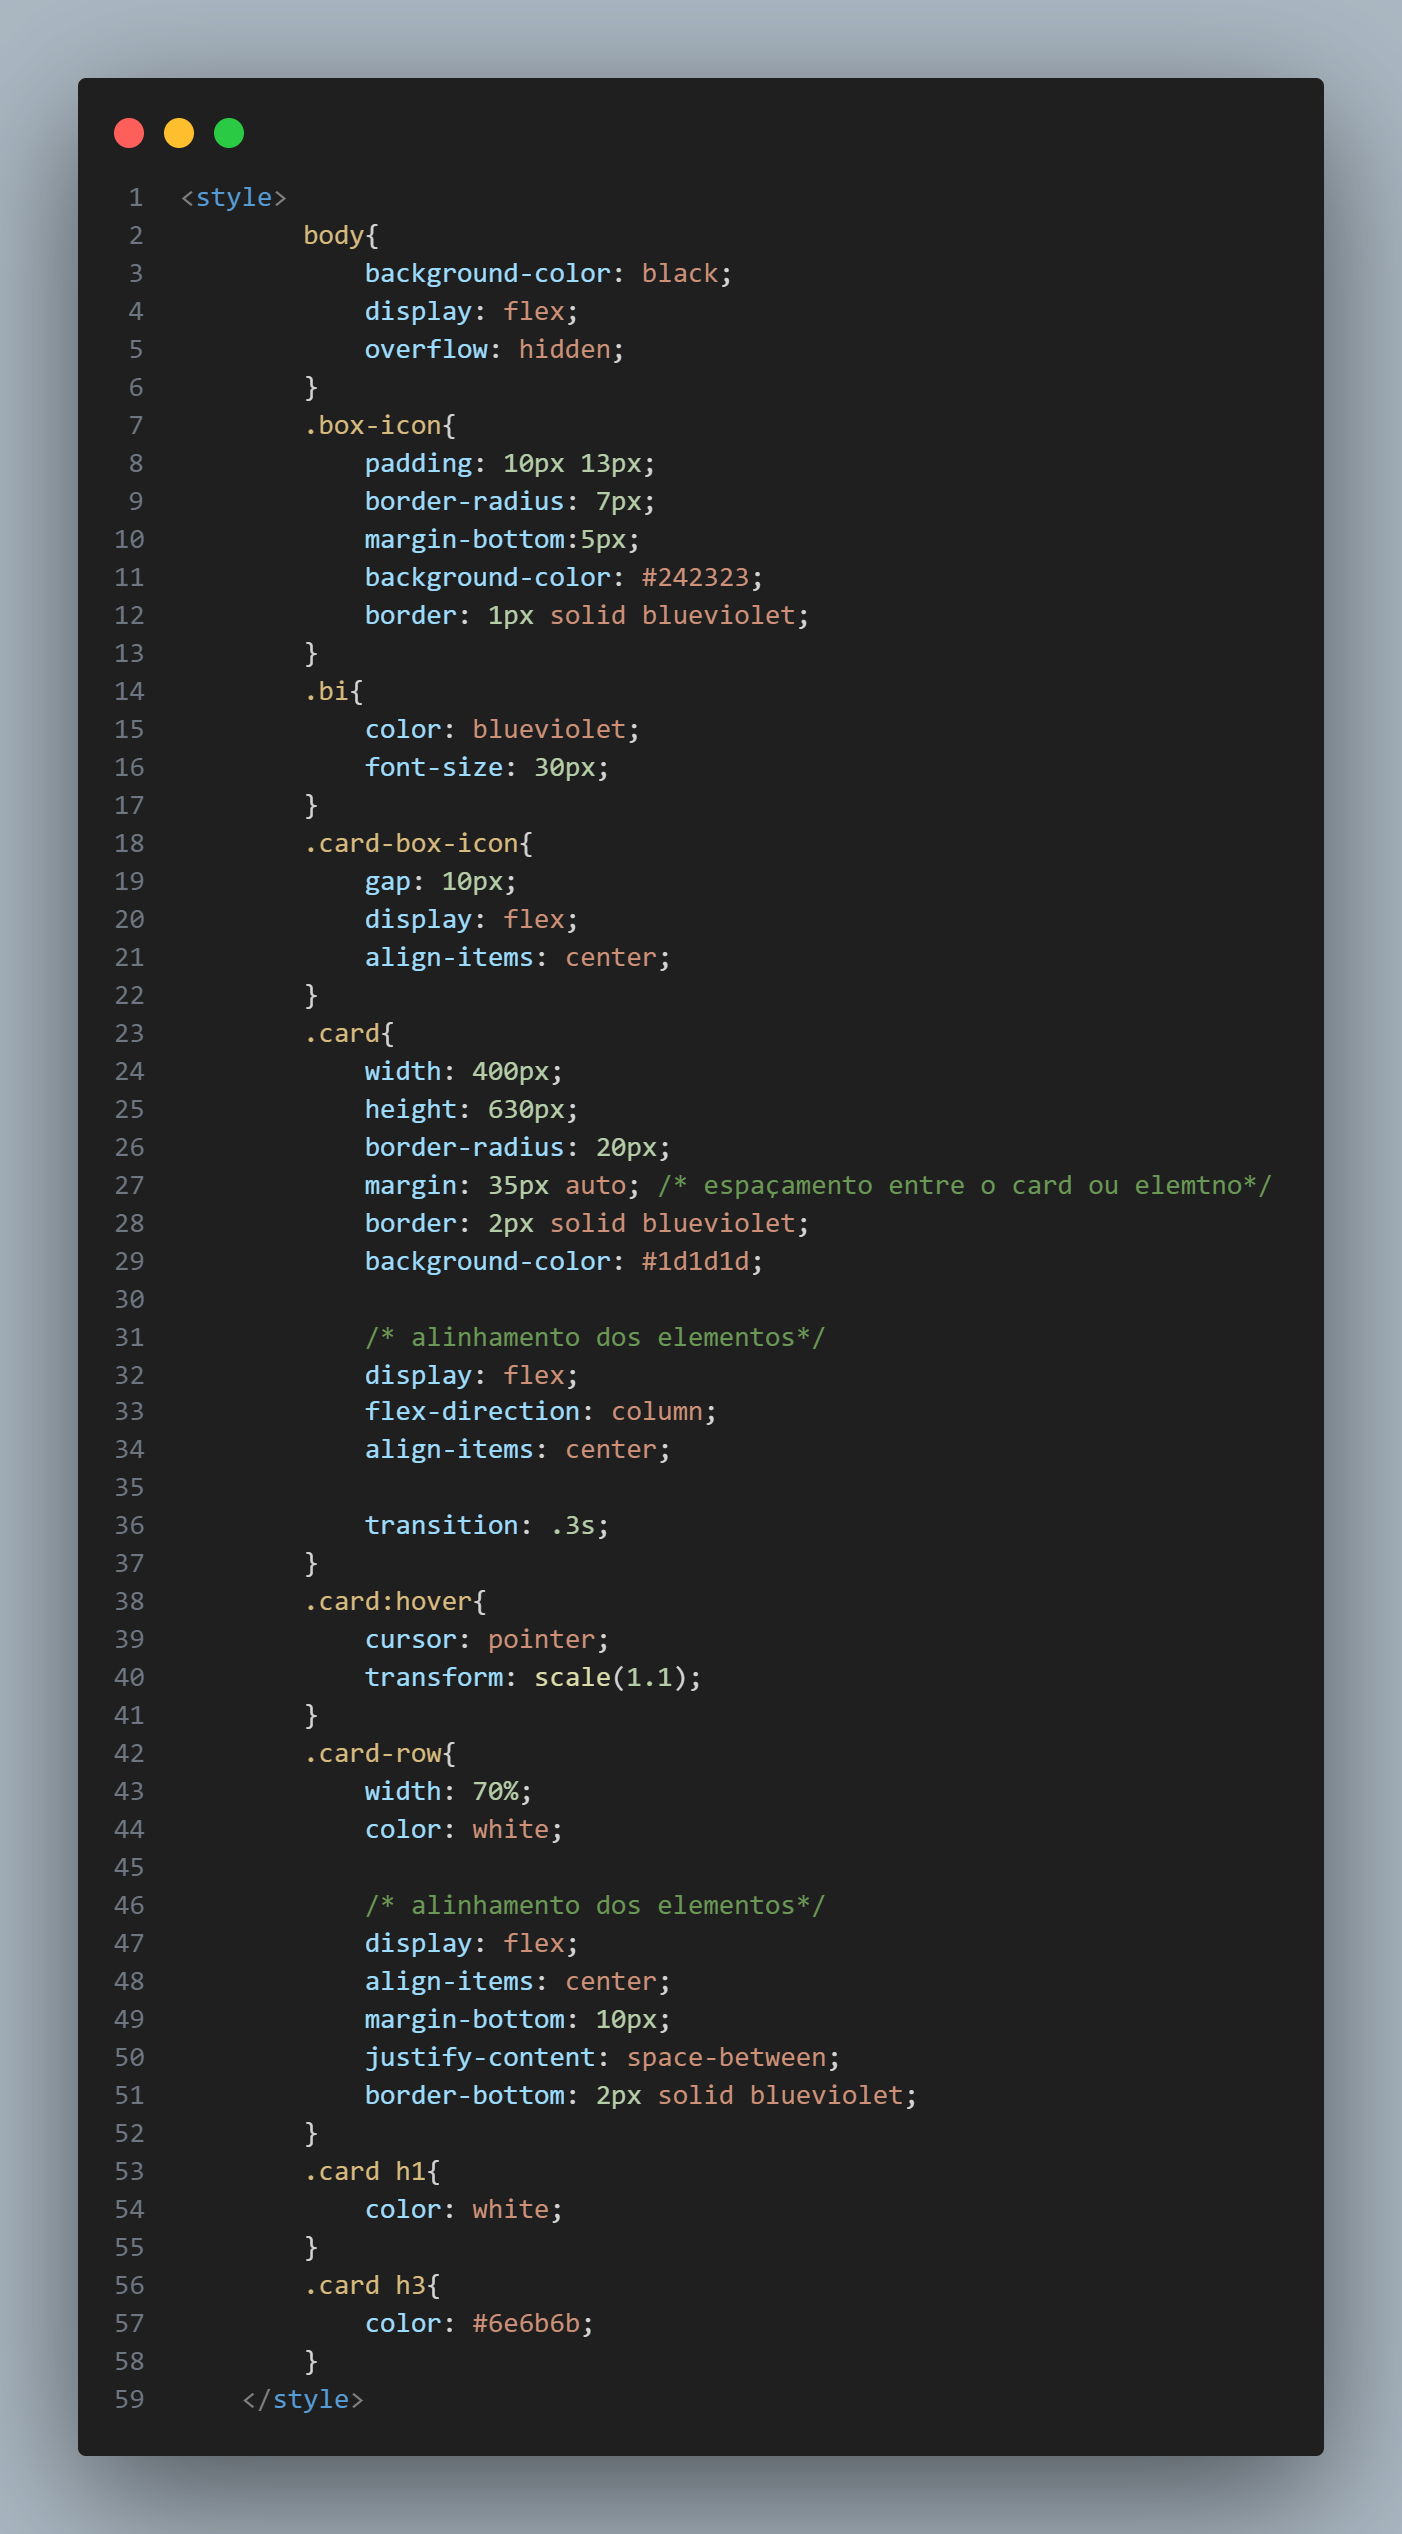 1 <style>
2 body{
3 background-color: black;
4 display: flex;
5 overflow: hidden;
6 }
7 .box-icon{
8 padding: 10px 13px;
9 border-radius: 7px;
10 margin-bottom:5px;
11 background-color: #242323;
12 border: 1px solid blueviolet;
13 }
14 .bi{
15 color: blueviolet;
16 font-size: 30px;
17 }
18 .card-box-icon{
19 gap: 10px;
20 display: flex;
21 align-items: center;
22 }
23 .card{
24 width: 400px;
25 height: 630px;
26 border-radius: 20px;
27 margin: 35px auto; /* espaçamento entre o card ou elemtno*/
28 border: 2px solid blueviolet;
29 background-color: #1d1d1d;
30
31 /* alinhamento dos elementos*/
32 display: flex;
33 flex-direction: column;
34 align-items: center;
35
36 transition: .3s;
37 }
38 .card:hover{
39 cursor: pointer;
40 transform: scale(1.1);
41 }
42 .card-row{
43 width: 70%;
44 color: white;
45
46 /* alinhamento dos elementos*/
47 display: flex;
48 align-items: center;
49 margin-bottom: 10px;
50 justify-content: space-between;
51 border-bottom: 2px solid blueviolet;
52 }
53 .card h1{
54 color: white;
55 }
56 .card h3{
57 color: #6e6b6b;
58 }
59 </style>